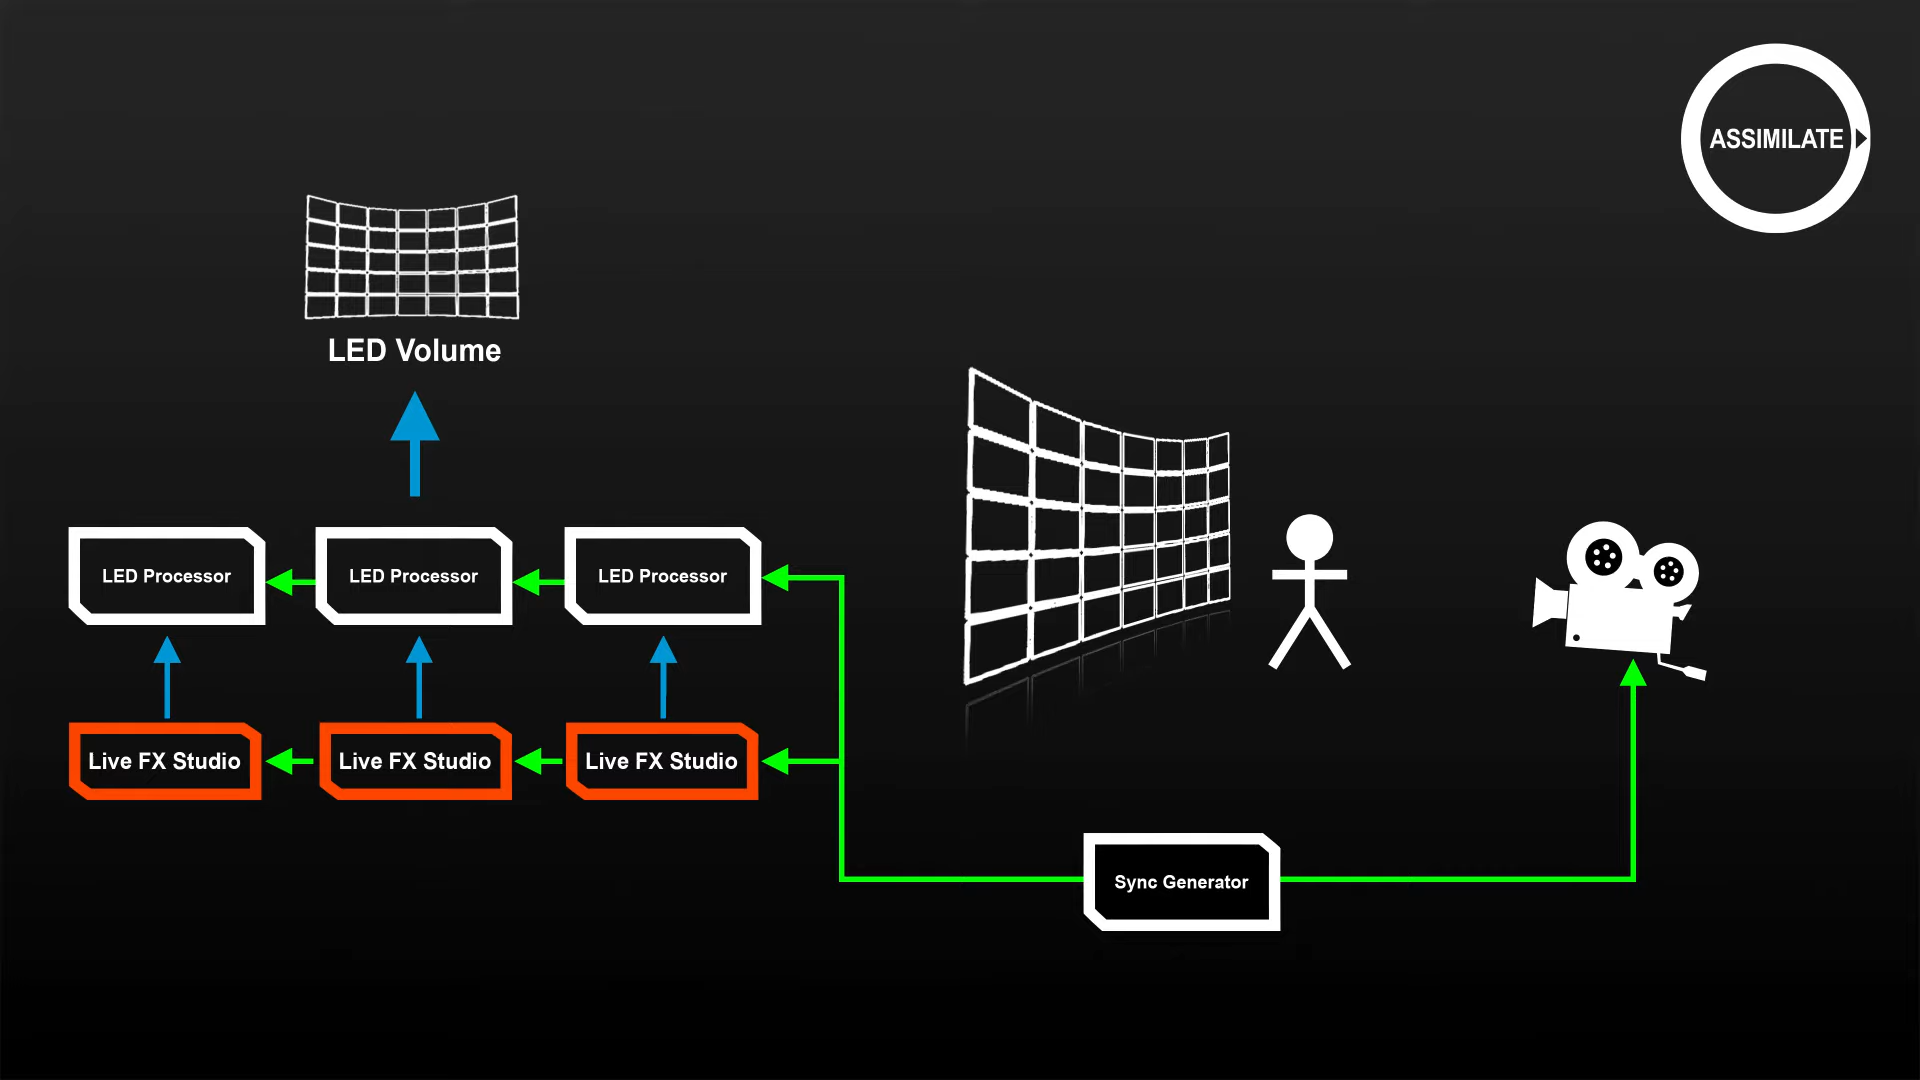 ASSIMILATE
LED Volume
LED Processor
LED Processor
LED Processor
Live FX Studio
Live FX Studio
Live FX Studio
Sync Generator